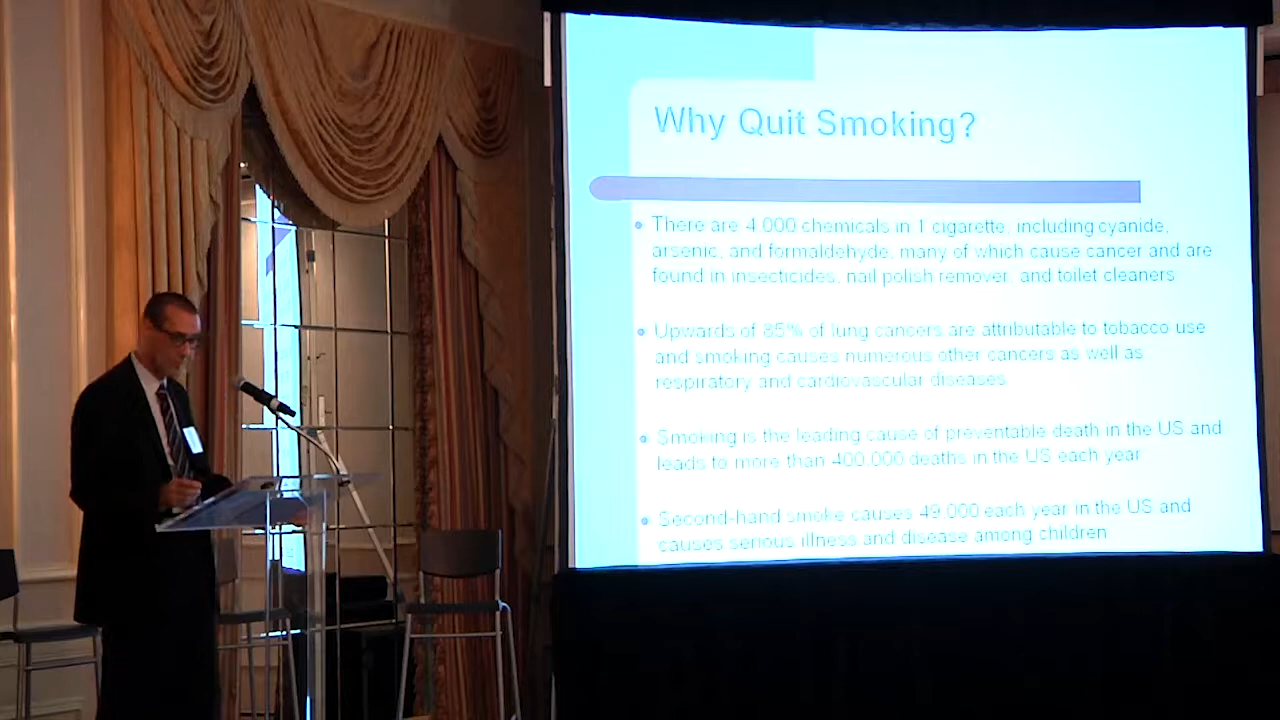 Why Quit Smoking?
There are 4,000 chemicals in 1 cigarette, including cyanide,
arsenic, and formaldehyde, many of which cause cancer and are
found in insecticides, nail polish remover, and toilet cleaners
Upwards of 85% of lung cancers are attributable to tobacco use
and smoking causes numerous other cancers as well as
respiratory and cardiovascular diseases
Smoking is the leading cause of preventable death in the US and
leads to more than 400,000 deaths in the US each year
Second-hand smoke causes 49,000 each year in the US and
causes serious illness and disease among children